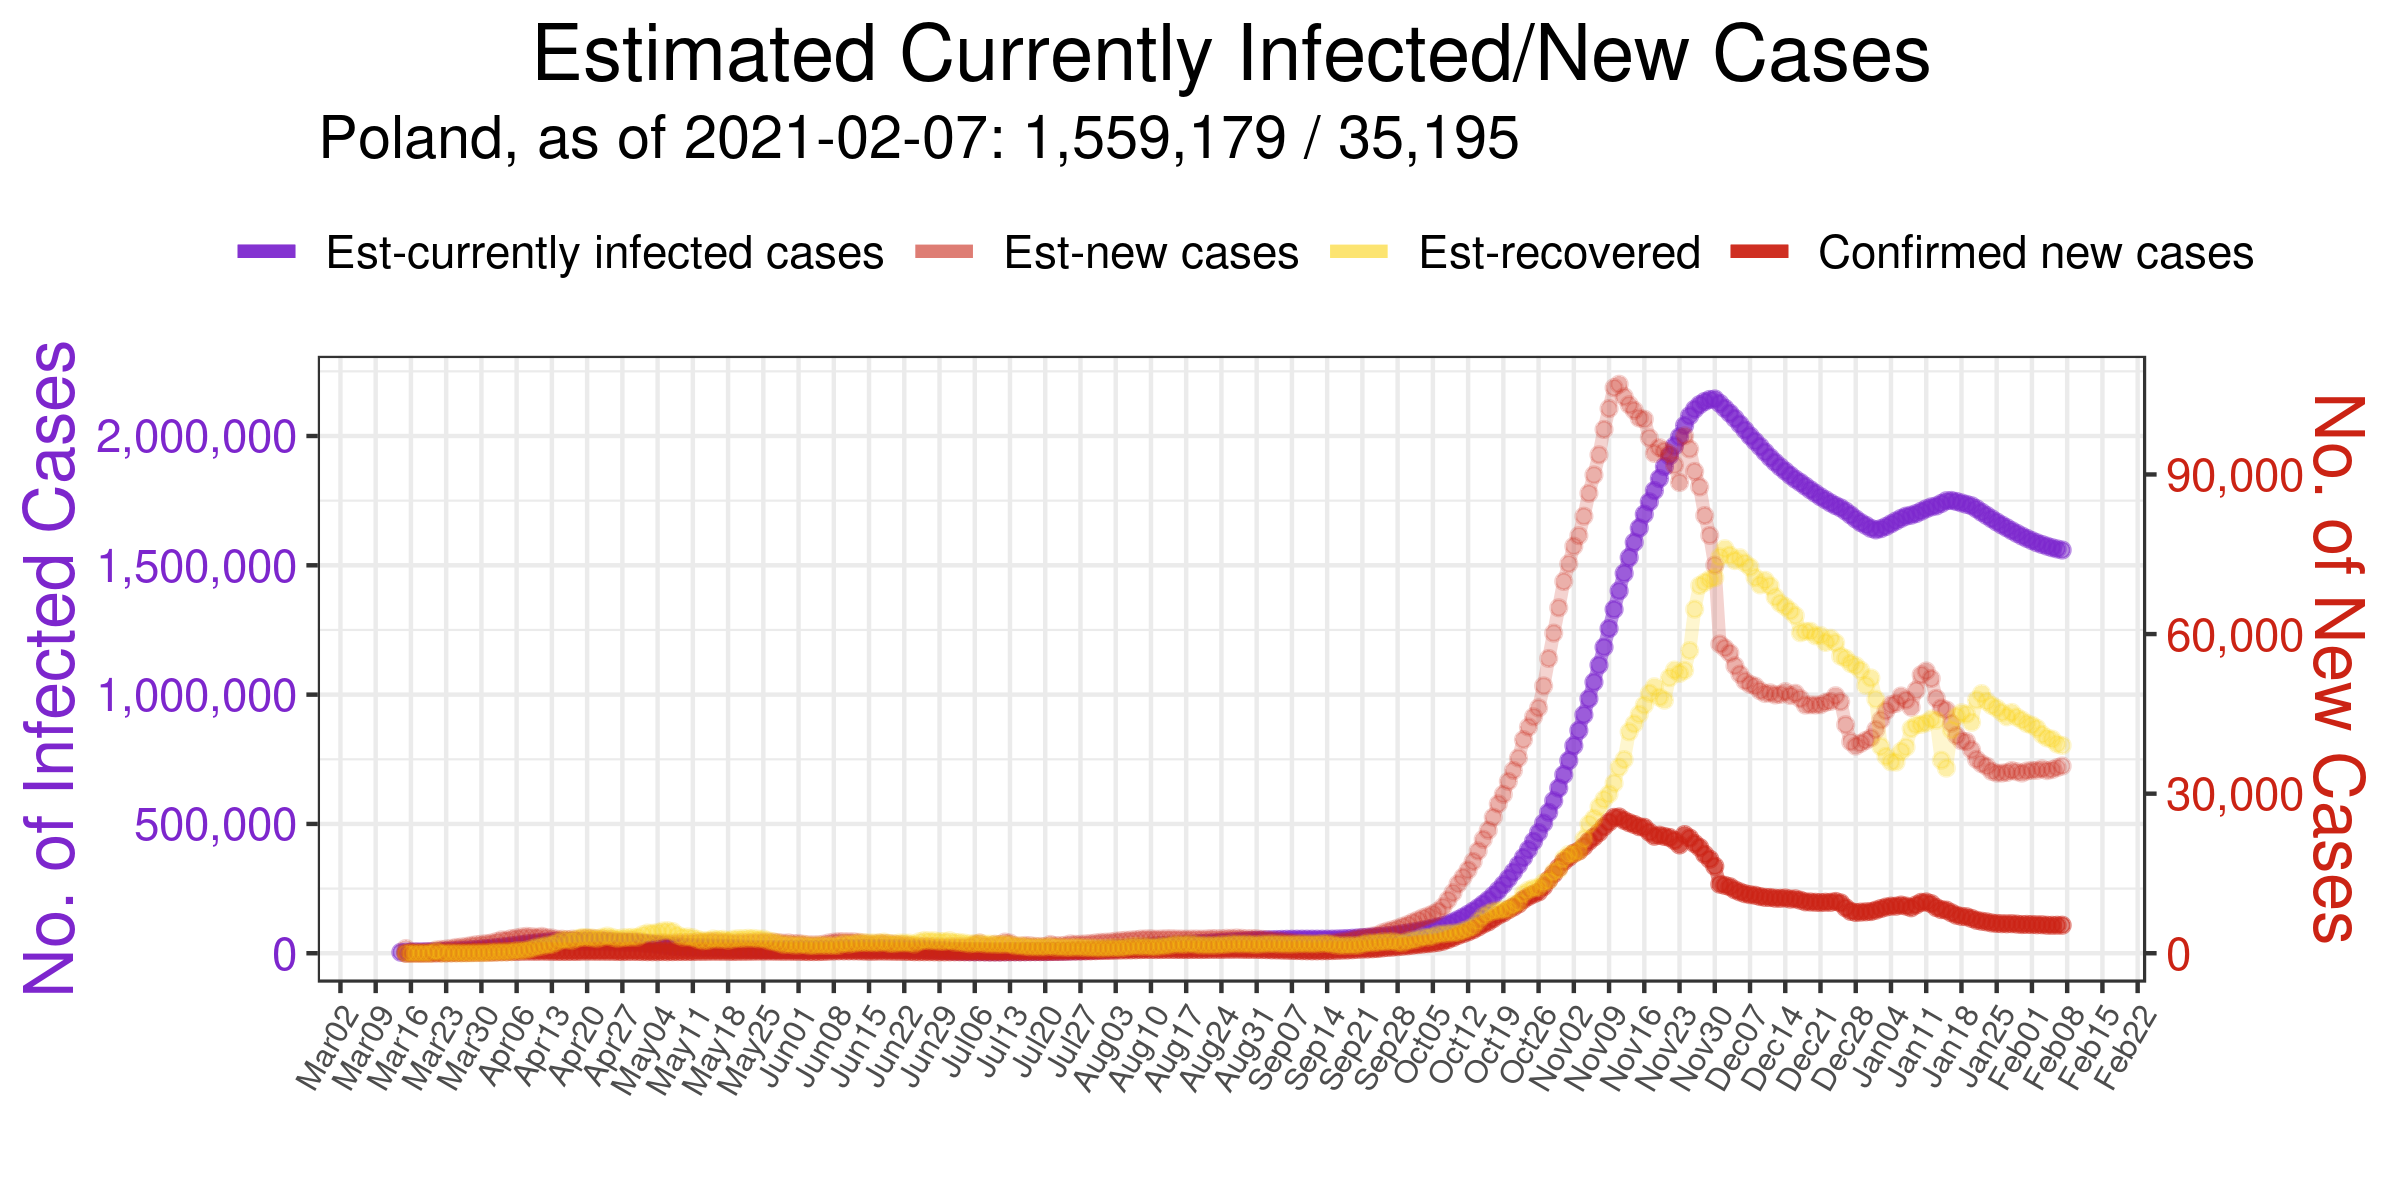 Estimated Currently Infected/New Cases
Poland, as of 2021-02-07: 1,559,179 / 35,195
Est-currently infected cases Est-new cases Est-recovered Confirmed new cases
No. of Infected Cases
2,000,000
1,500,000
1,000,000
500,000
0
90,000
60,000
30,000
0
No. of New Cases
Mar02 Mar09 Mar16 Mar23 Mar30 Apr06 Apr13 Apr20 Apr27 May04 May11 May18 May25 Jun01 Jun08 Jun15 Jun22 Jun29 Jul06 Jul13 Jul20 Jul27 Aug03 Aug10 Aug17 Aug24 Aug31 Sep07 Sep14 Sep21 Sep28 Oct05 Oct12 Oct19 Oct26 Nov02 Nov09 Nov16 Nov23 Nov30 Dec07 Dec14 Dec21 Dec28 Jan04 Jan11 Jan18 Jan25 Feb01 Feb08 Feb15 Feb22